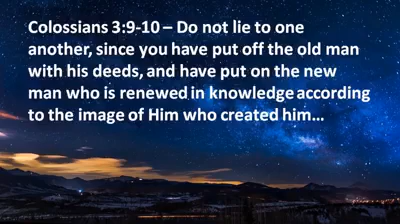 Colossians 3:9-10 – Do not lie to one
another, since you have put off the old man
with his deeds, and have put on the new
man who is renewed in knowledge according
to the image of Him who created him…